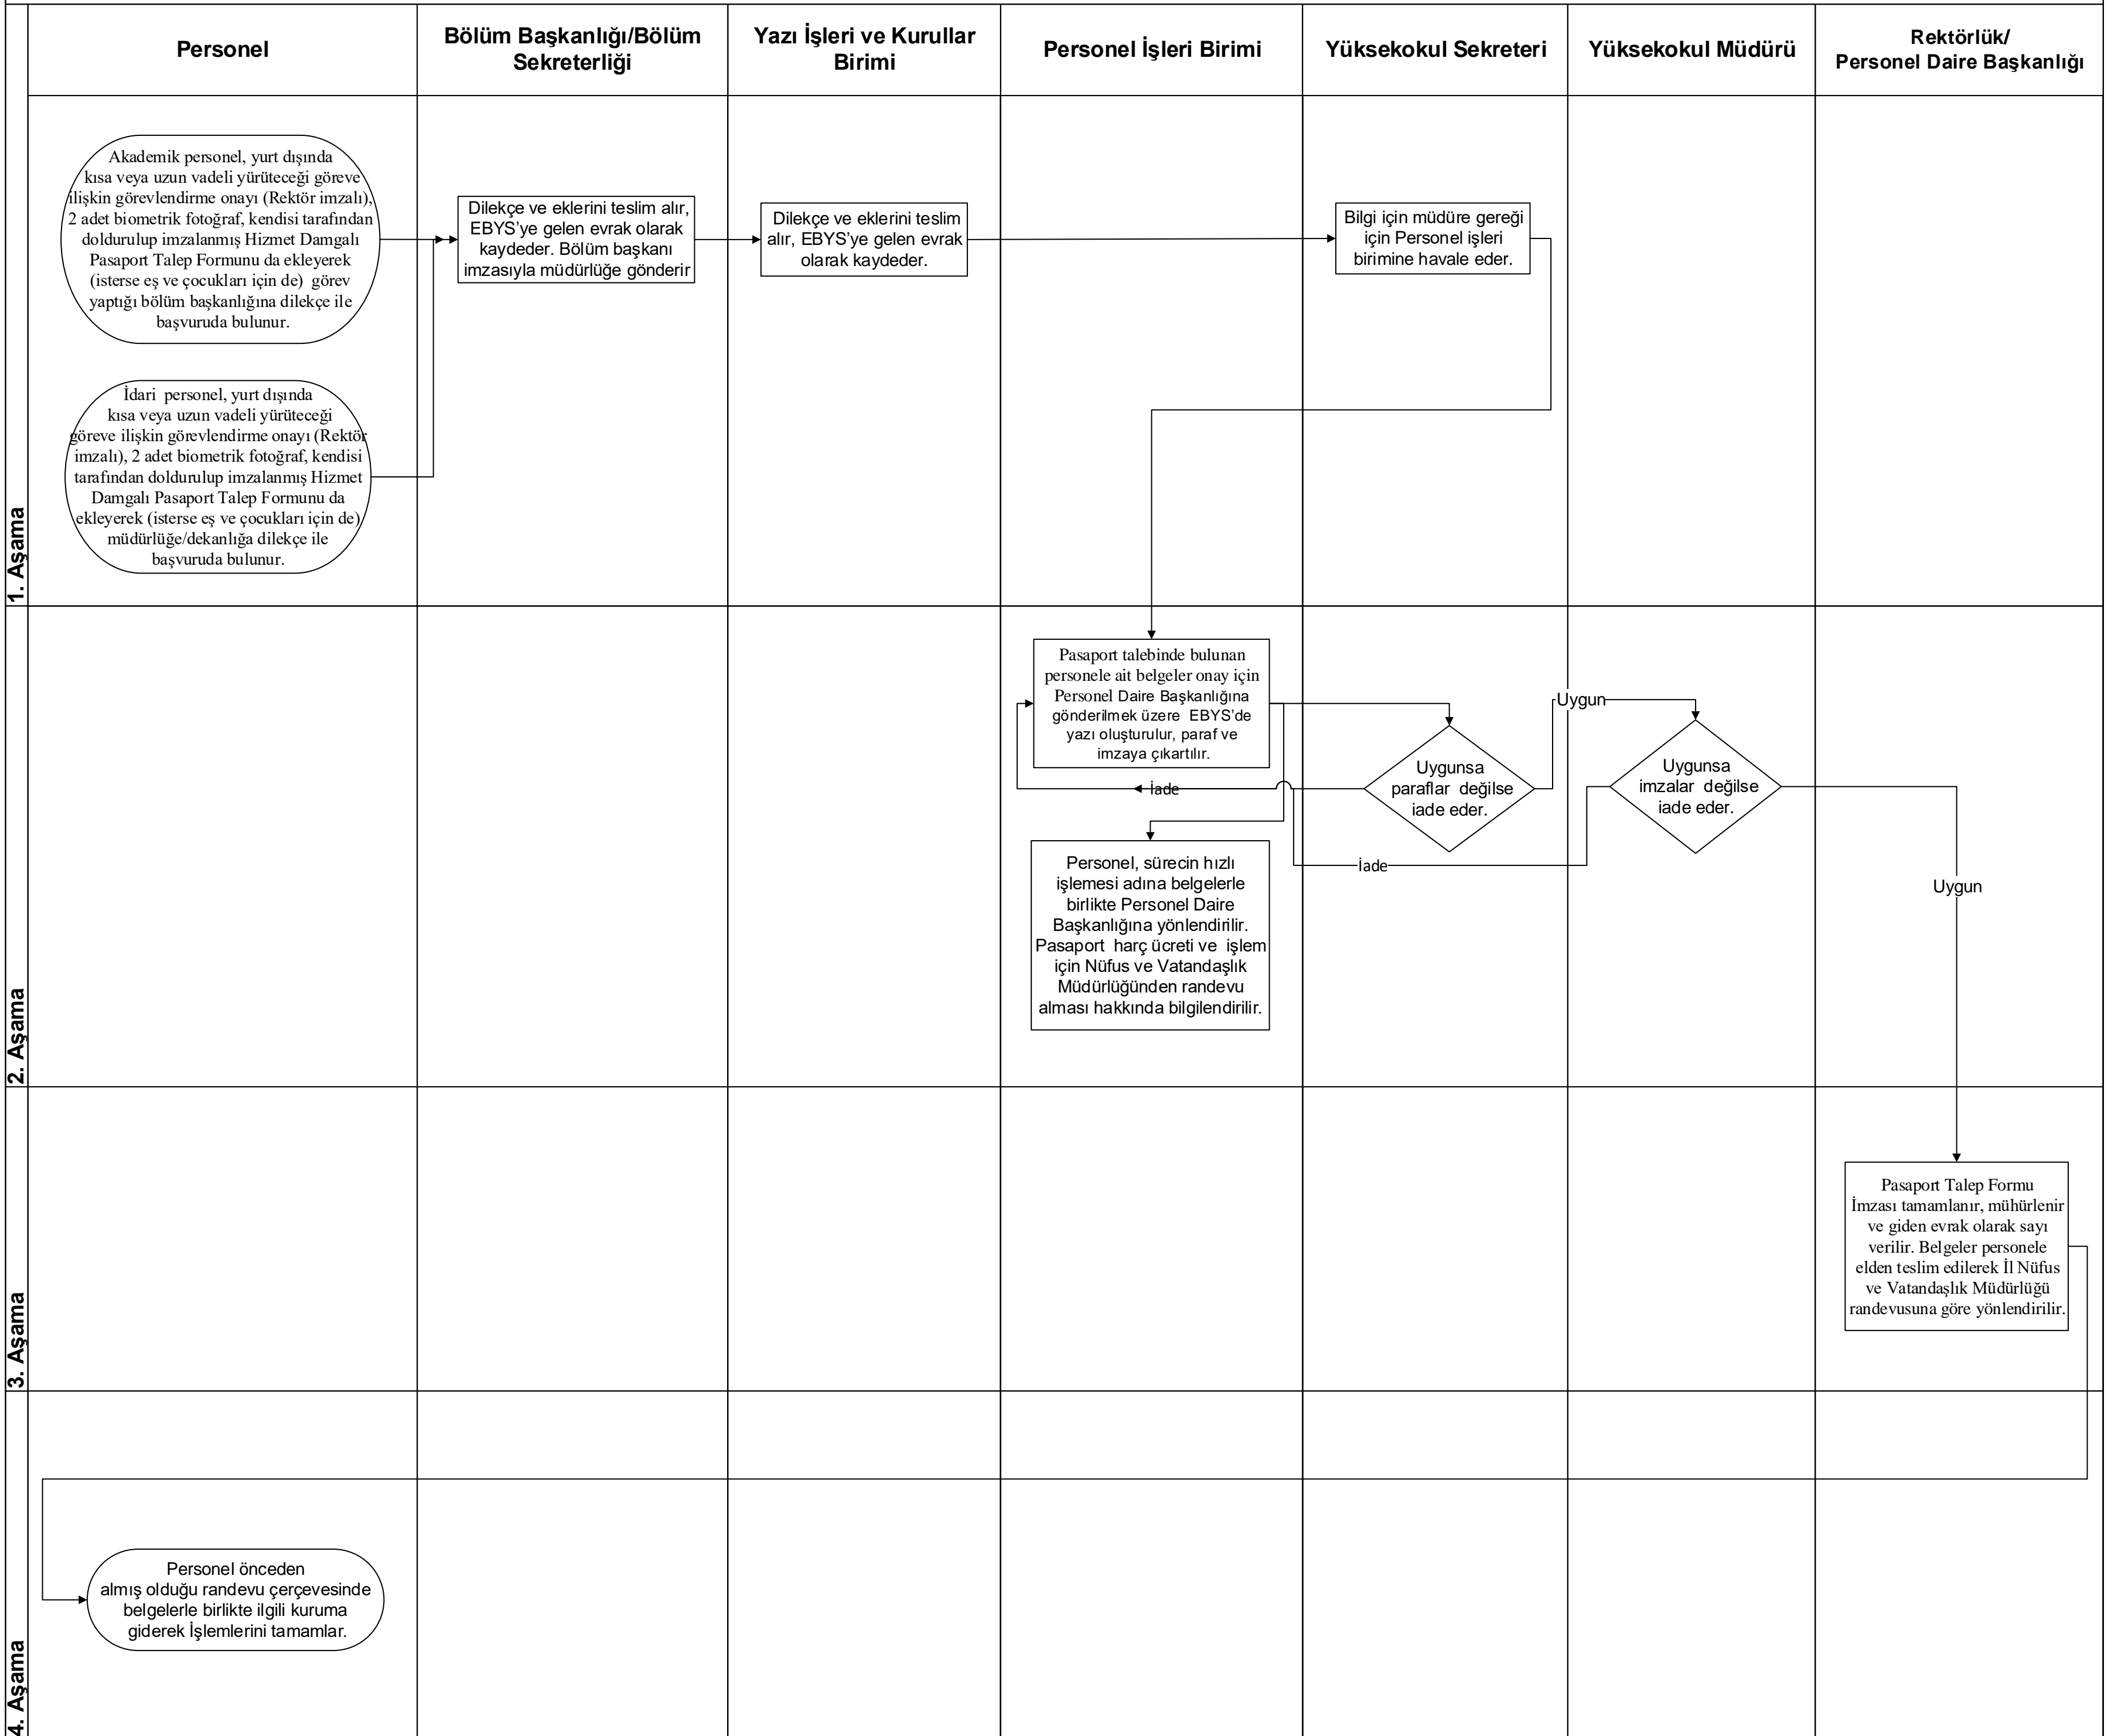 Personel
Bölüm Başkanlığı/Bölüm
Sekreterliği
Yazı İşleri ve Kurullar
Birimi
Personel İşleri Birimi
Yüksekokul Sekreteri
Yüksekokul Müdürü
Rektörlük/
Personel Daire Başkanlığı
1. Aşama
Akademik personel, yurt dışında
kısa veya uzun vadeli yürüteceği göreve
ilişkin görevlendirme onayı (Rektör imzalı),
2 adet biometrik fotoğraf, kendisi tarafından
doldurulup imzalanmış Hizmet Damgalı
Pasaport Talep Formunu da ekleyerek
(isterse eş ve çocukları için de) görev
yaptığı bölüm başkanlığına dilekçe ile
başvuruda bulunur.
Dilekçe ve eklerini teslim alır,
EBYS’ye gelen evrak olarak
kaydeder. Bölüm başkanı
imzasıyla müdürlüğe gönderir
Dilekçe ve eklerini teslim
alır, EBYS’ye gelen evrak
olarak kaydeder.
Bilgi için müdüre gereği
için Personel işleri
birimine havale eder.
İdari personel, yurt dışında
kısa veya uzun vadeli yürüteceği
göreve ilişkin görevlendirme onayı (Rektör
imzalı), 2 adet biometrik fotoğraf, kendisi
tarafından doldurulup imzalanmış Hizmet
Damgalı Pasaport Talep Formunu da
ekleyerek (isterse eş ve çocukları için de)
müdürlüğe/dekanlığa dilekçe ile
başvuruda bulunur.
2. Aşama
Pasaport talebinde bulunan
personele ait belgeler onay için
Personel Daire Başkanlığına
gönderilmek üzere EBYS’de
yazı oluşturulur, paraf ve
imzaya çıkartılır.
Uygunsa
paraflar değilse
iade eder.
Uygun
Uygunsa
imzalar değilse
iade eder.
İade
İade
Uygun
Personel, sürecin hızlı
işlemesi adına belgelerle
birlikte Personel Daire
Başkanlığına yönlendirilir.
Pasaport harç ücreti ve işlem
için Nüfus ve Vatandaşlık
Müdürlüğünden randevu
alması hakkında bilgilendirilir.
3. Aşama
Pasaport Talep Formu
İmzası tamamlanır, mühürlenir
ve giden evrak olarak sayı
verilir. Belgeler personele
elden teslim edilerek İl Nüfus
ve Vatandaşlık Müdürlüğü
randevusuna göre yönlendirilir.
4. Aşama
Personel önceden
almış olduğu randevu çerçevesinde
belgelerle birlikte ilgili kuruma
giderek İşlemlerini tamamlar.